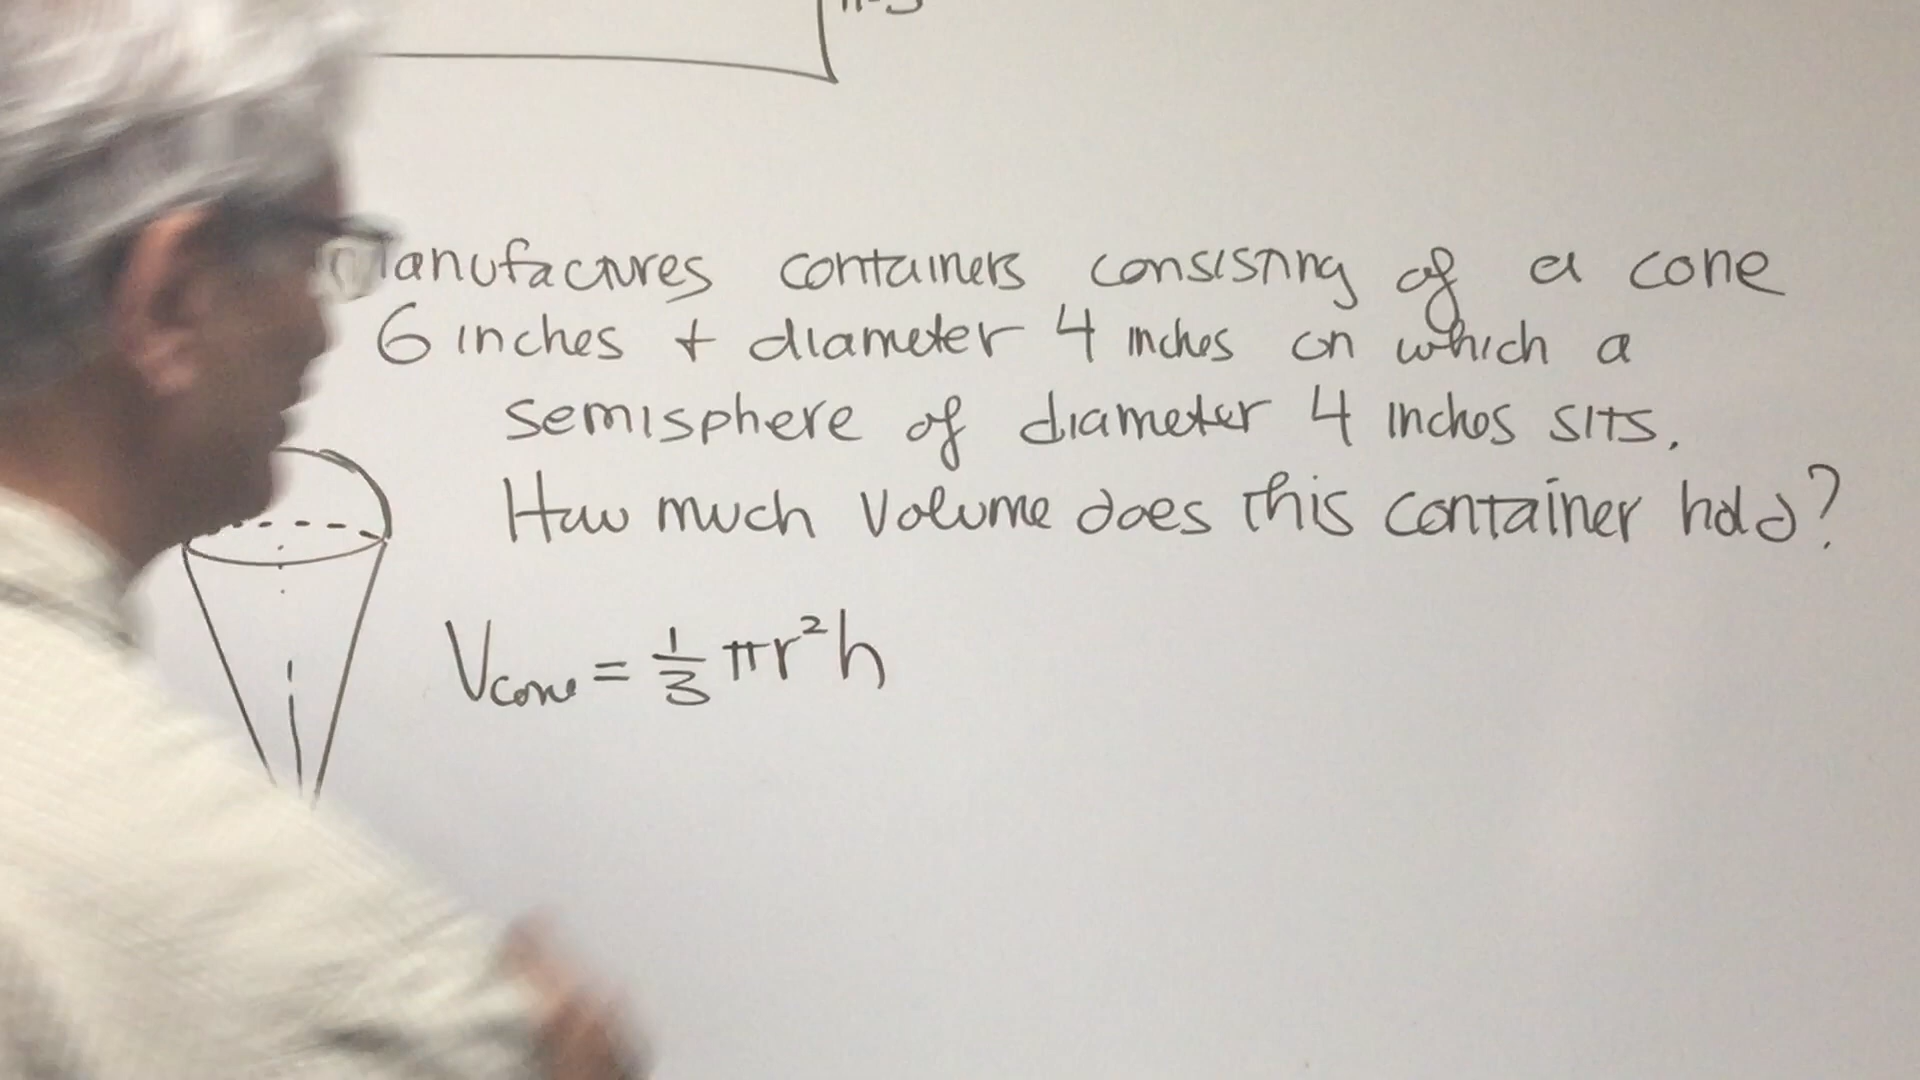 manufactures containers consisting of a cone
6 inches + diameter 4 inches on which a
semisphere of diameter 4 inches sits.
How much volume does this container hold?
Vcone = 1/3 πr²h